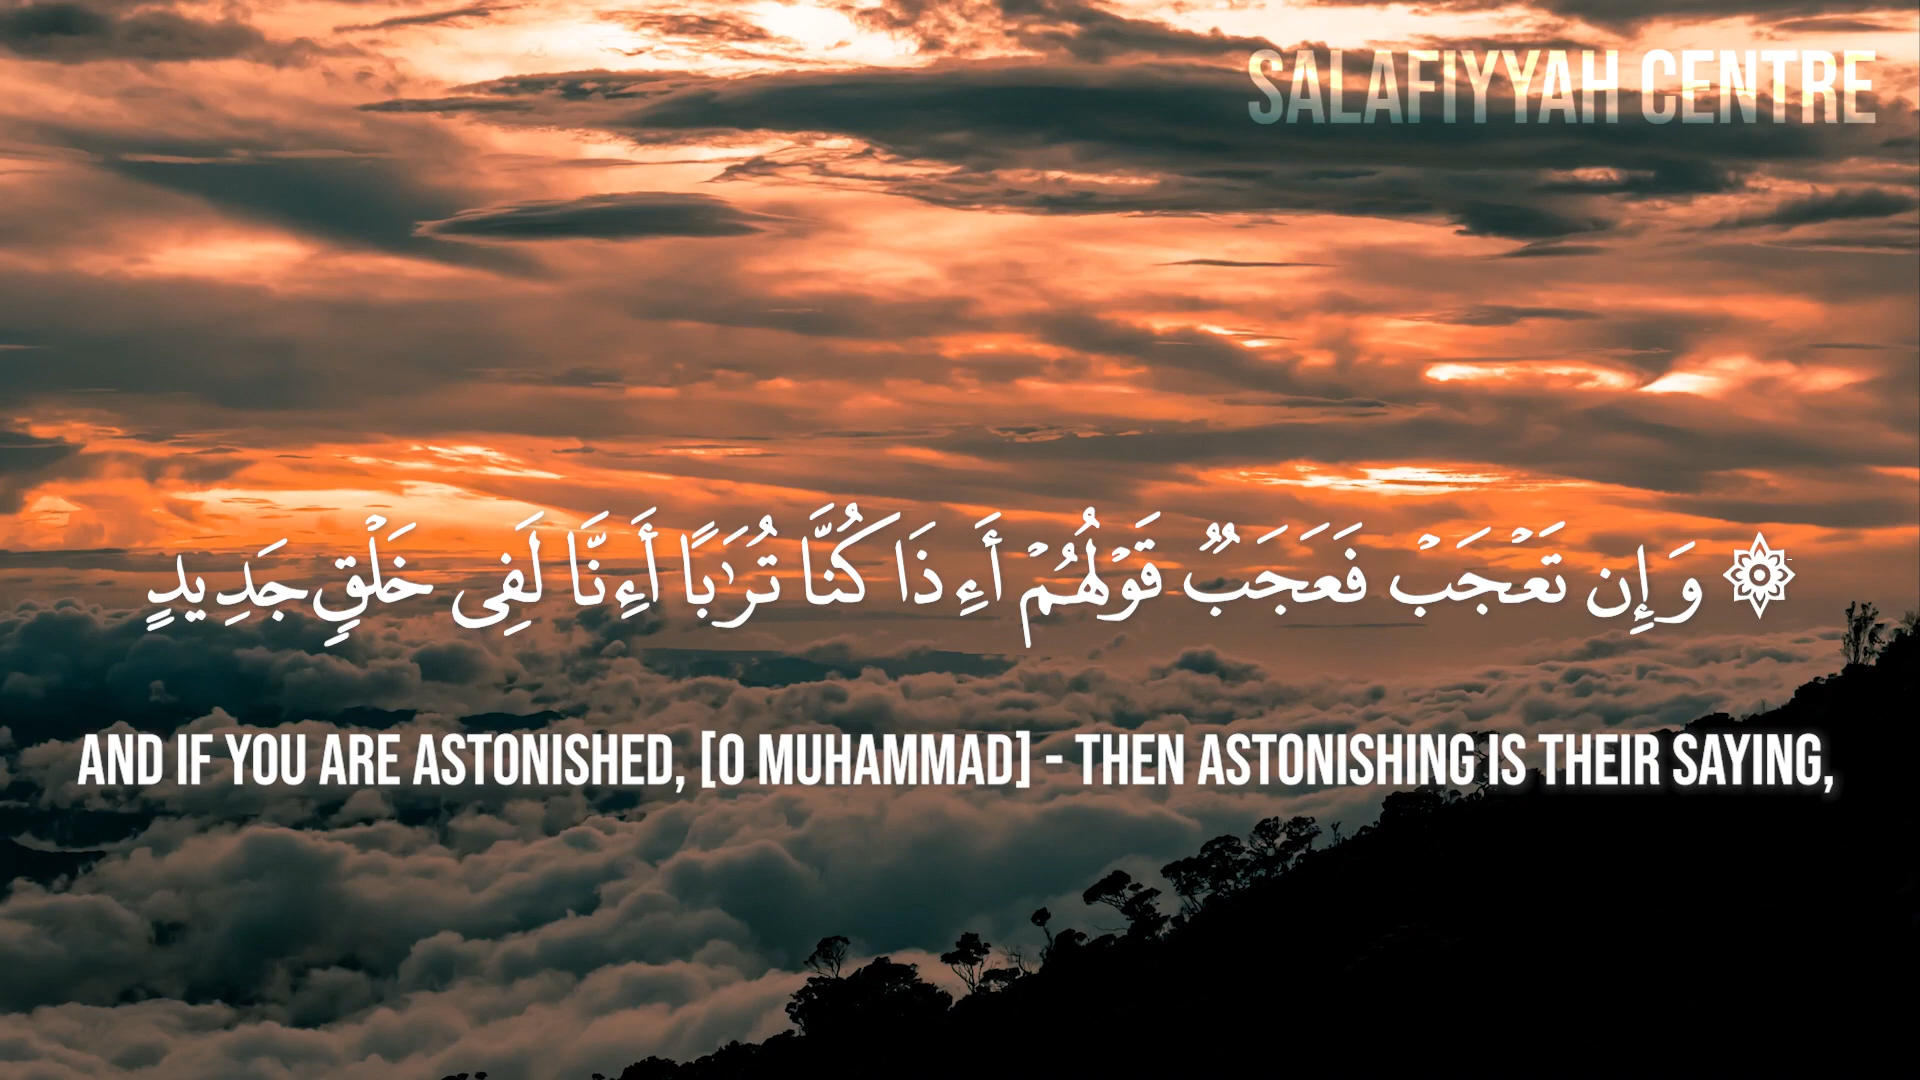 SALAFIYYAH CENTRE
۞ وَإِن تَعْجَبْ فَعَجَبٌ قَوْلُهُمْ أَءِذَا كُنَّا تُرَٰبًا أَءِنَّا لَفِى خَلْقٍ جَدِيدٍ
AND IF YOU ARE ASTONISHED, [O MUHAMMAD] - THEN ASTONISHING IS THEIR SAYING,